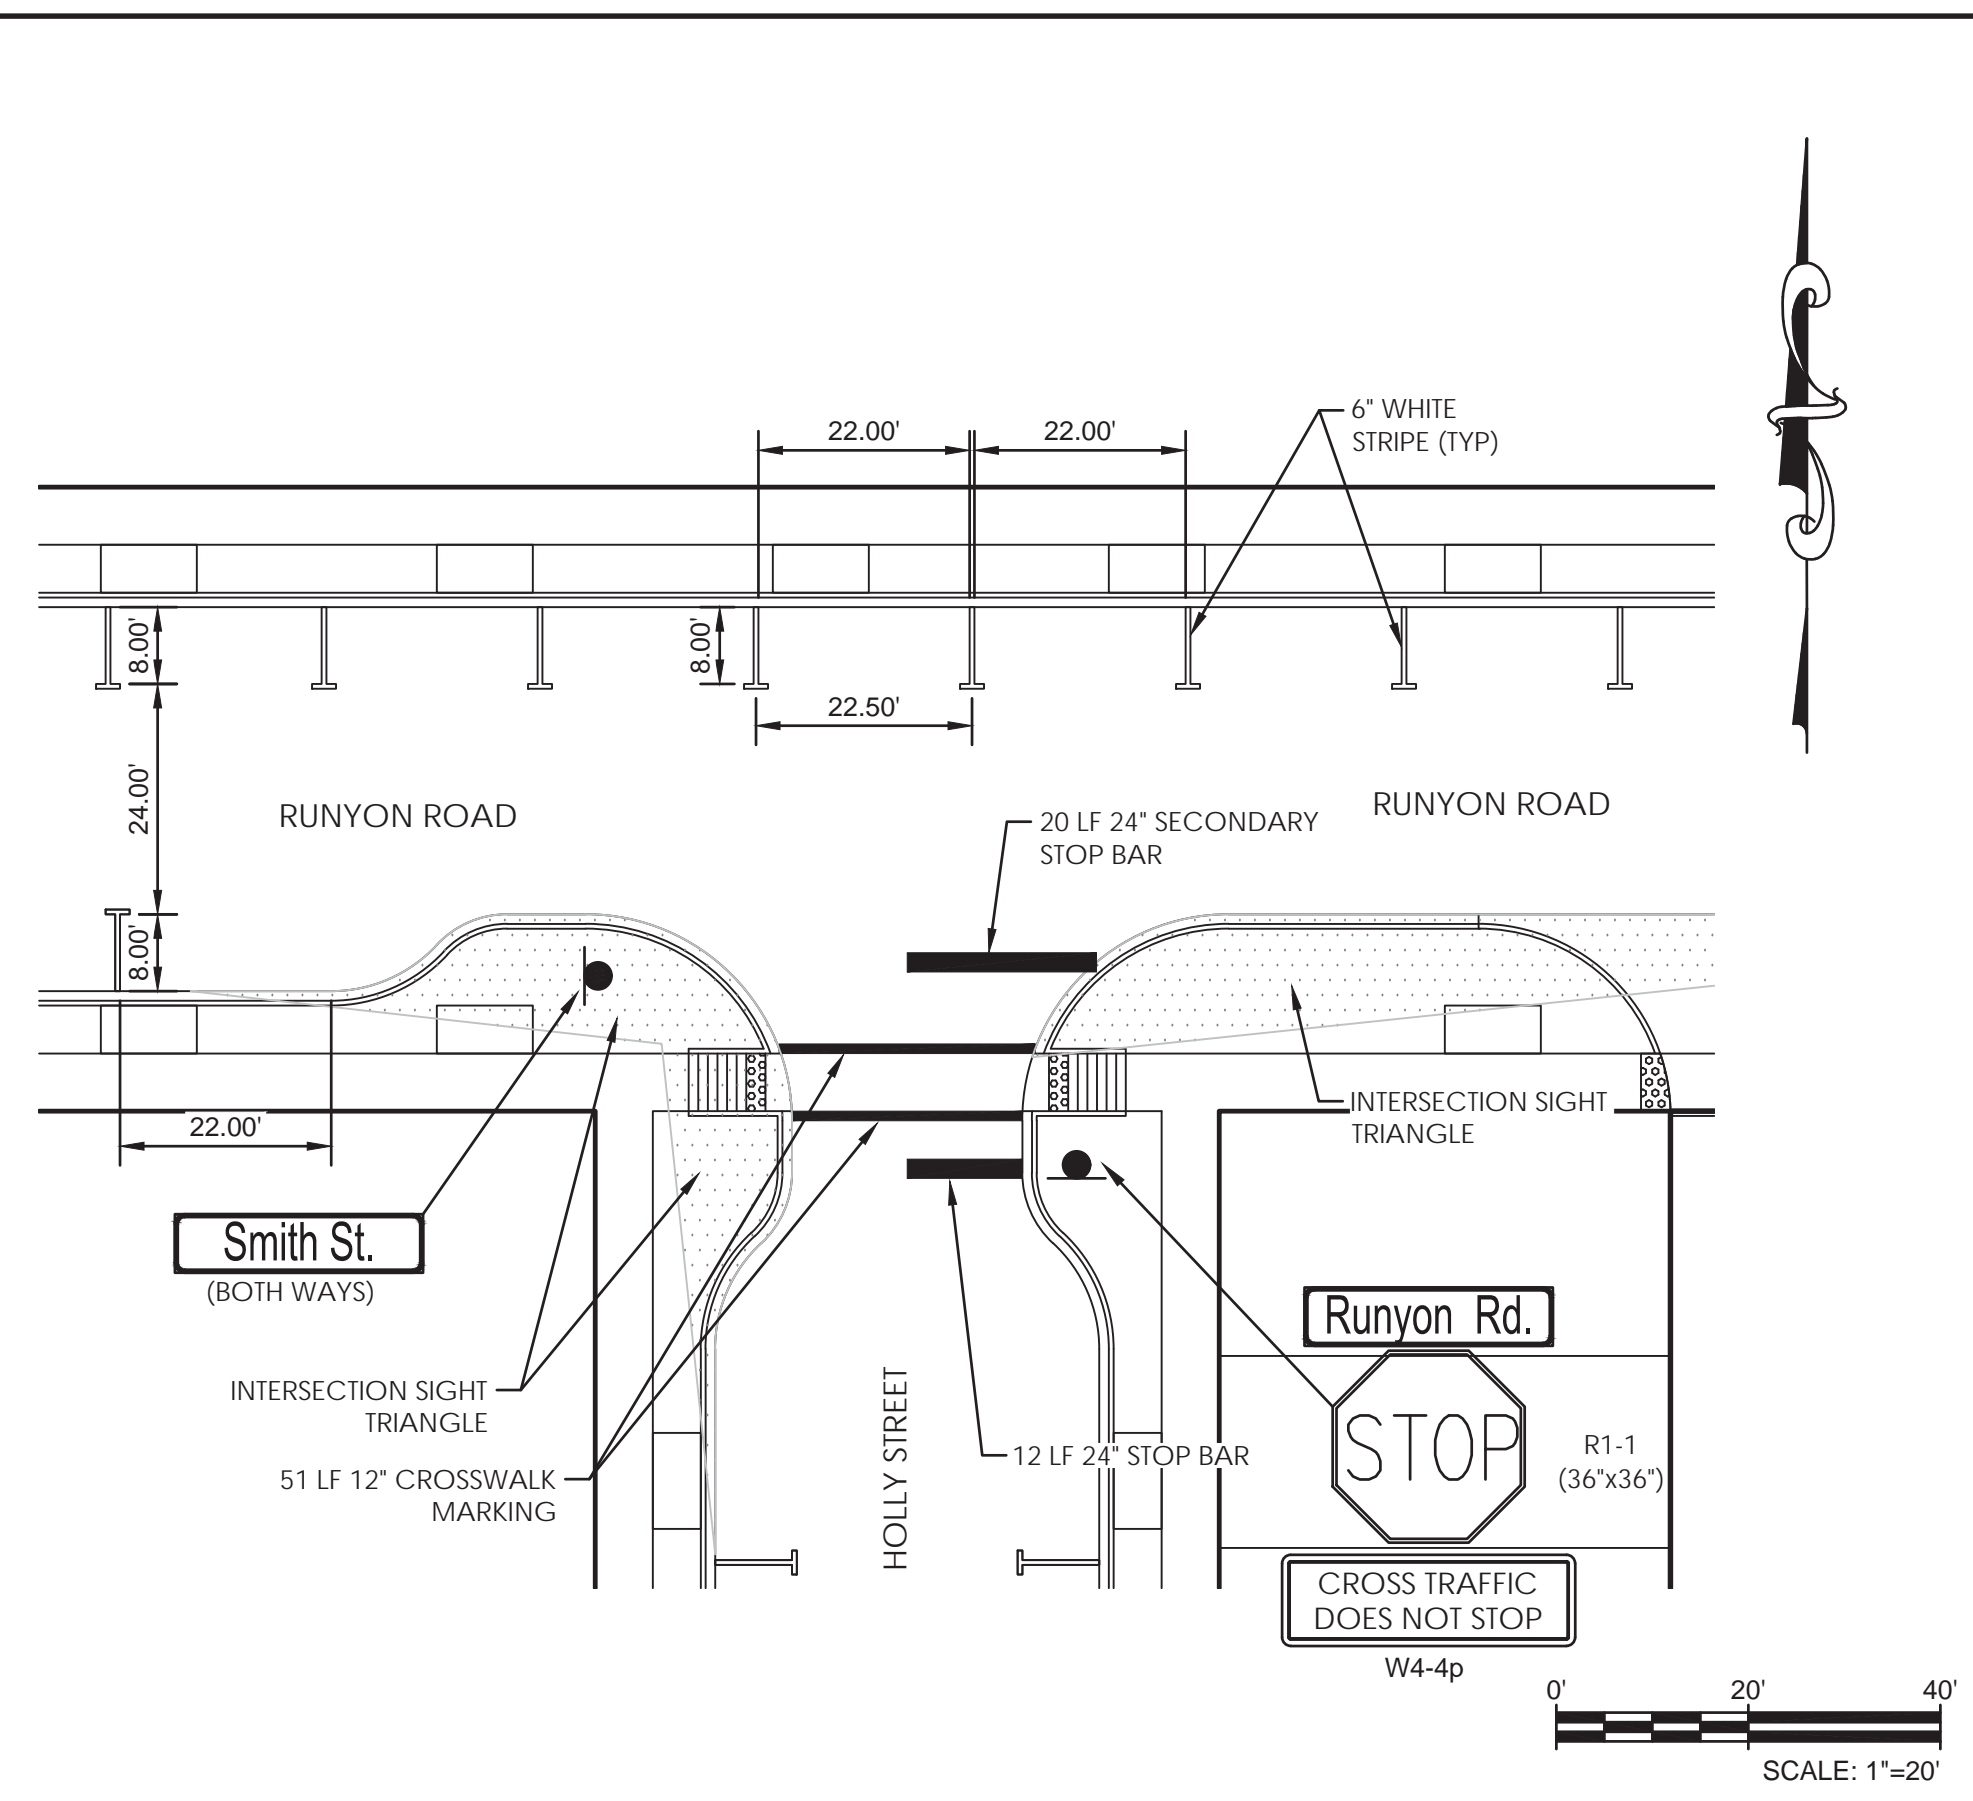 6" WHITE
STRIPE (TYP)
22.00'
22.00'
8.00'
8.00'
22.50'
24.00'
RUNYON ROAD
RUNYON ROAD
20 LF 24" SECONDARY
STOP BAR
8.00'
22.00'
INTERSECTION SIGHT
TRIANGLE
Smith St.
(BOTH WAYS)
Runyon Rd.
INTERSECTION SIGHT
TRIANGLE
HOLLY STREET
12 LF 24" STOP BAR
STOP
R1-1
(36"x36")
51 LF 12" CROSSWALK
MARKING
CROSS TRAFFIC
DOES NOT STOP
W4-4p
0' 20' 40'
SCALE: 1"=20'